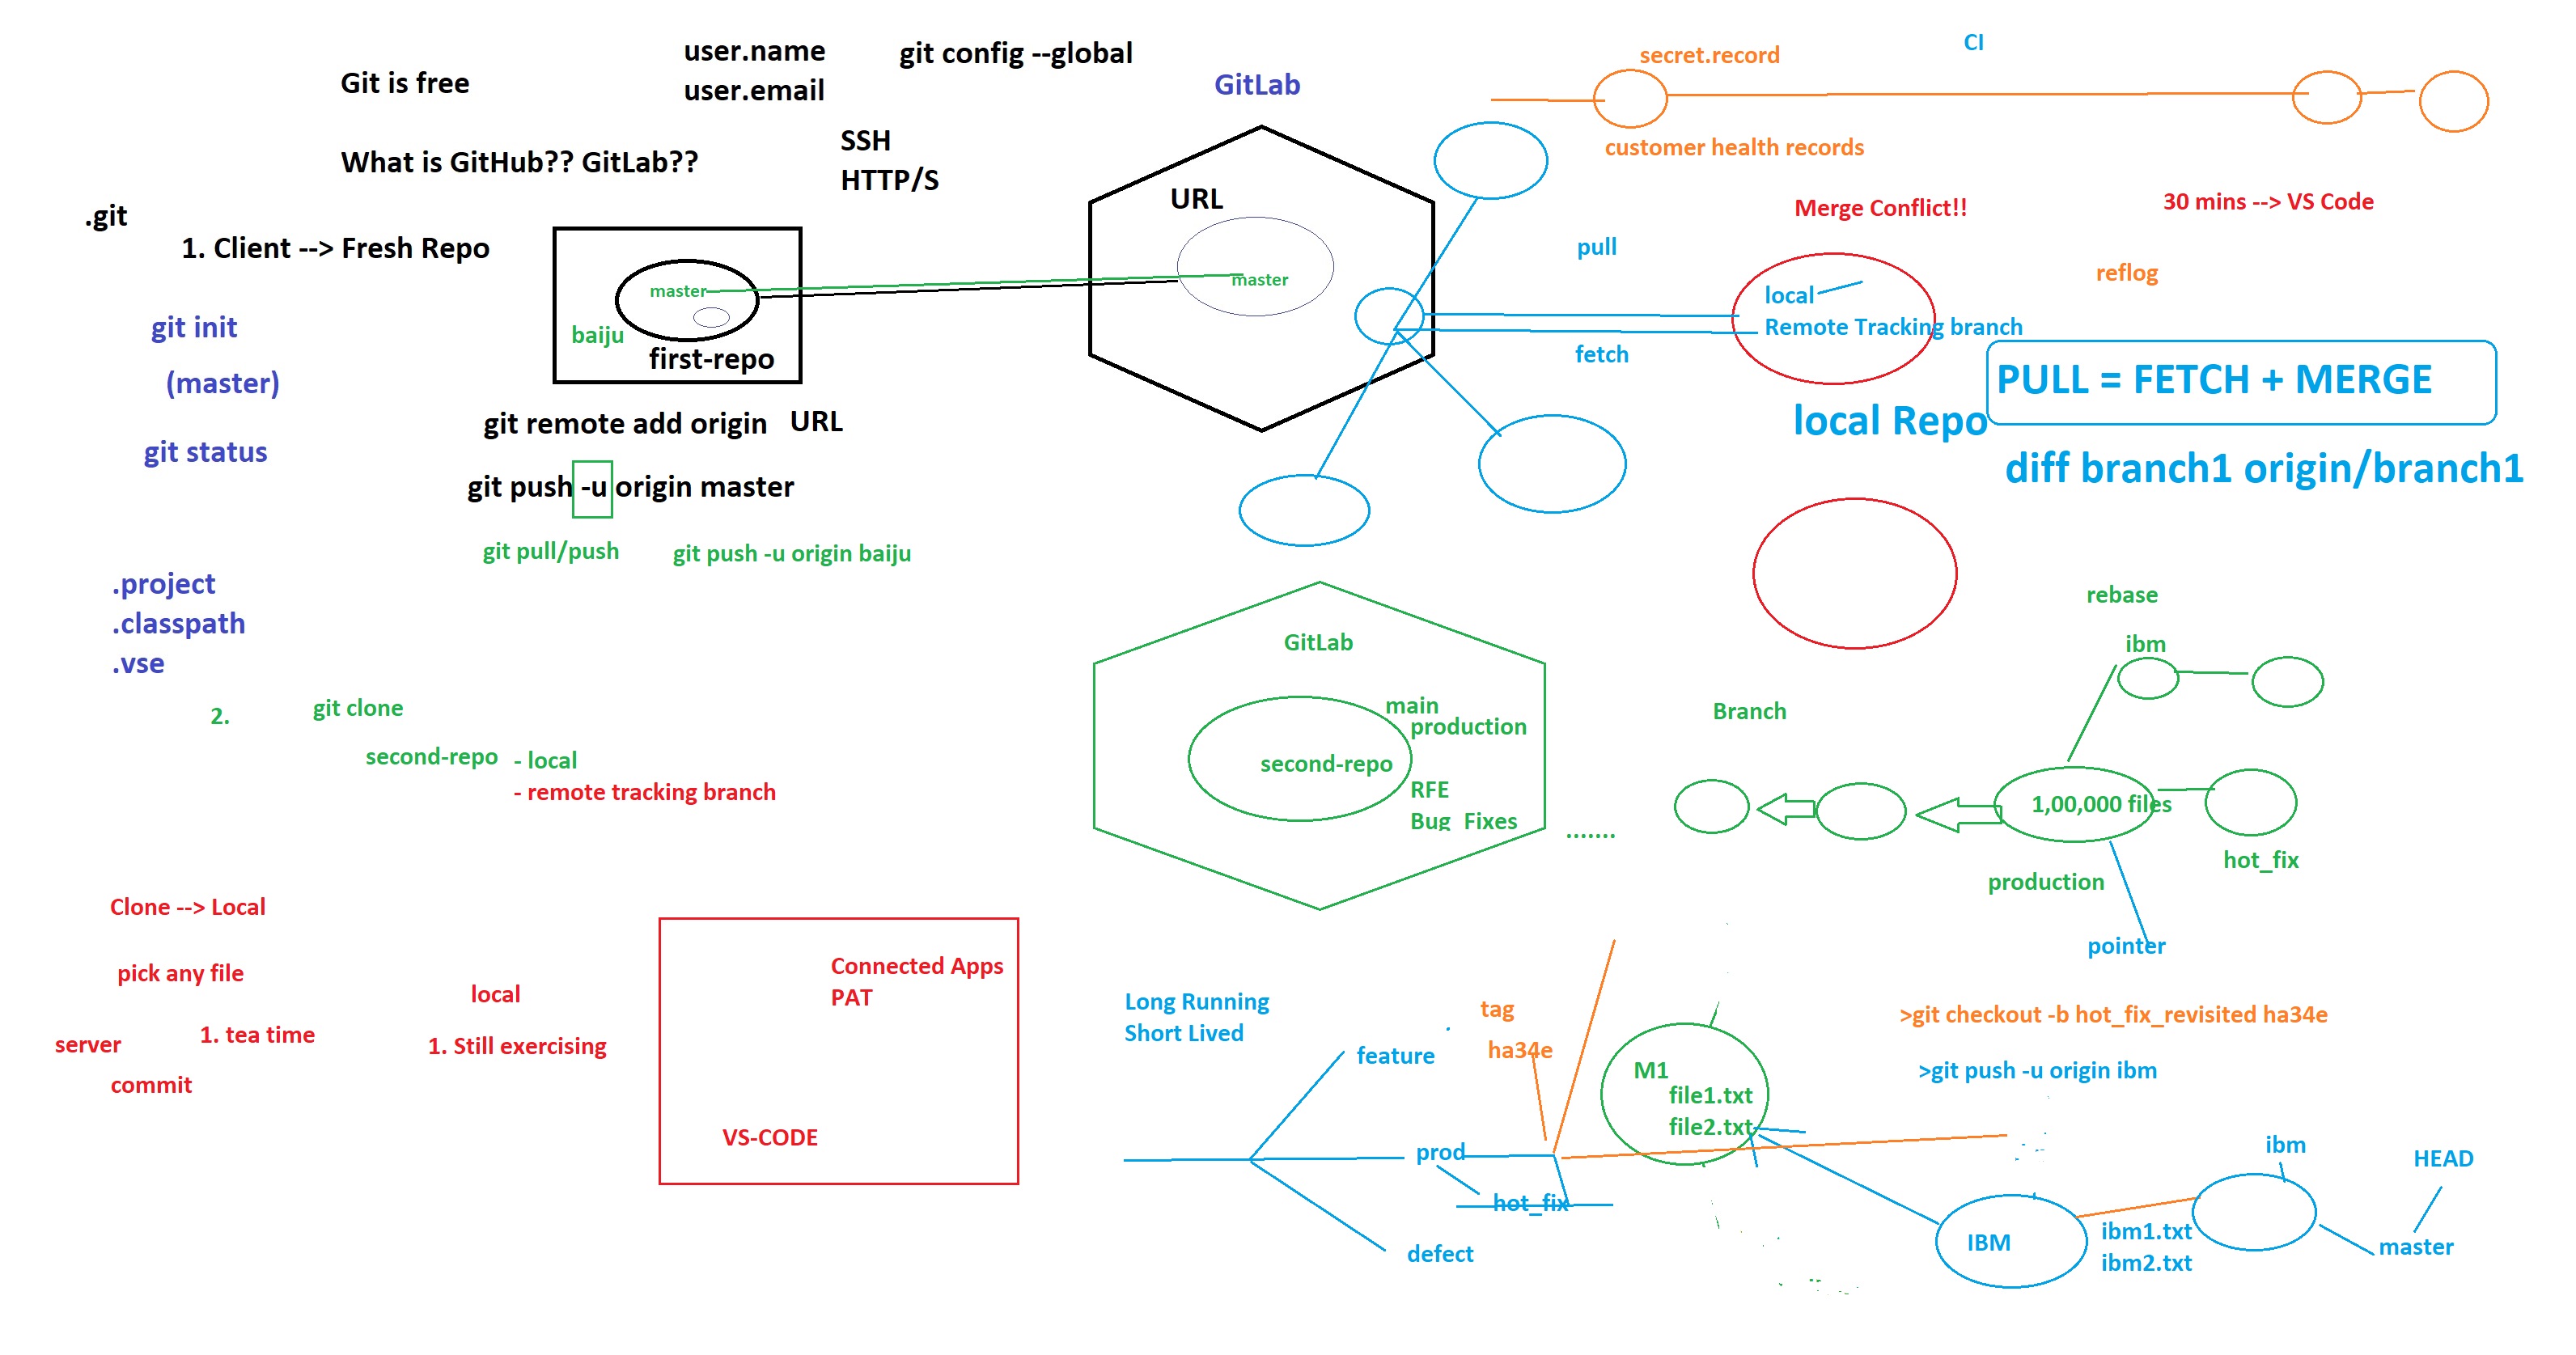 user.name
user.email
git config --global
Git is free
What is GitHub?? GitLab??
SSH
HTTP/S
.git
1. Client --> Fresh Repo
git init
(master)
git status
master
baiju
first-repo
git remote add origin URL
git push -u origin master
git pull/push
git push -u origin baiju
.project
.classpath
.vse
2.
git clone
second-repo
- local
- remote tracking branch
Clone --> Local
pick any file
server
1. tea time
commit
local
1. Still exercising
Connected Apps
PAT
VS-CODE
GitLab
URL
master
secret.record
CI
customer health records
Merge Conflict!!
30 mins --> VS Code
pull
fetch
local
Remote Tracking branch
reflog
PULL = FETCH + MERGE
local Repo
diff branch1 origin/branch1
GitLab
main
production
second-repo
RFE
Bug_Fixes
.......
Branch
rebase
ibm
1,00,000 files
hot_fix
production
pointer
Long Running
Short Lived
feature
tag
ha34e
prod
hot_fix
defect
M1
file1.txt
file2.txt
>git checkout -b hot_fix_revisited ha34e
>git push -u origin ibm
IBM
ibm1.txt
ibm2.txt
ibm
HEAD
master